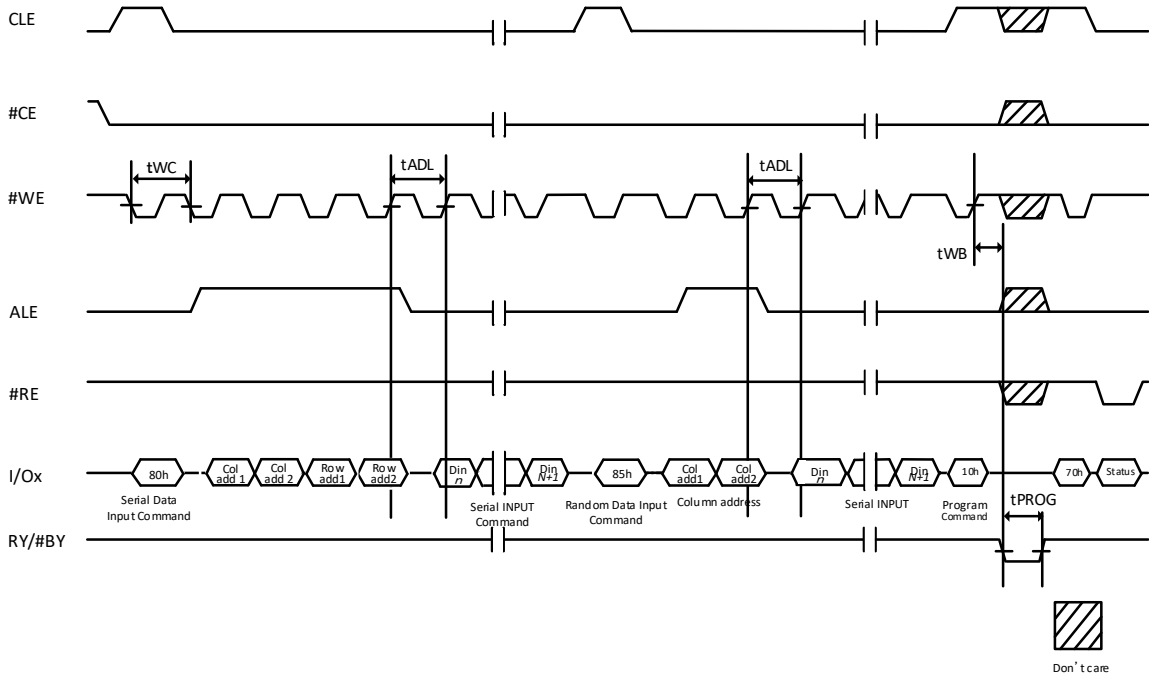 CLE
#CE
tWC
tADL
tADL
#WE
tWB
ALE
#RE
I/Ox
80h
Col
add 1
Col
add 2
Row
add1
Row
add2
Din
n
Din
N+1
85h
Col
add1
Col
add2
Din
n
Din
N+1
10h
70h
Status
Serial Data
Input Command
Serial INPUT
Command
Random Data Input
Command
Column address
Serial INPUT
Program
Command
tPROG
RY/#BY
Don't care